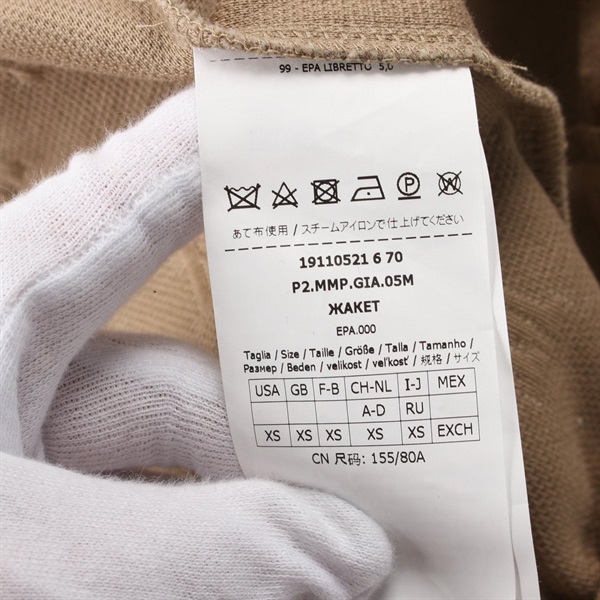 99 - EPA LIBRETTO 5,0
P
W
あて布使用 / スチームアイロンで仕上げてください
19110521 6 70
P2.MMP.GIA.05M
ЖАКЕТ
EPA.000
Taglia / Size / Taille / Größe / Talla / Tamanho /
Размер / Beden / velikost / veľkosť / 規格 / サイズ
USA GB F-B CH-NL I-J MEX
A-D RU
XS XS XS XS XS EXCH
CN 尺码: 155/80A